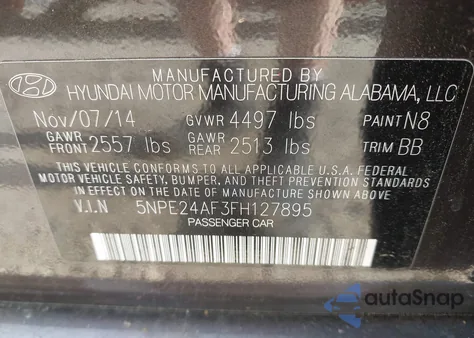 MANUFACTURED BY
HYUNDAI MOTOR MANUFACTURING ALABAMA, LLC
Nov/07/14 GVWR 4497 lbs PAINT N8
GAWR FRONT 2557 lbs GAWR REAR 2513 lbs TRIM BB
THIS VEHICLE CONFORMS TO ALL APPLICABLE U.S.A. FEDERAL
MOTOR VEHICLE SAFETY, BUMPER, AND THEFT PREVENTION STANDARDS
IN EFFECT ON THE DATE OF MANUFACTURE SHOWN ABOVE.
V.I.N 5NPE24AF3FH127895
PASSENGER CAR
autoSnap